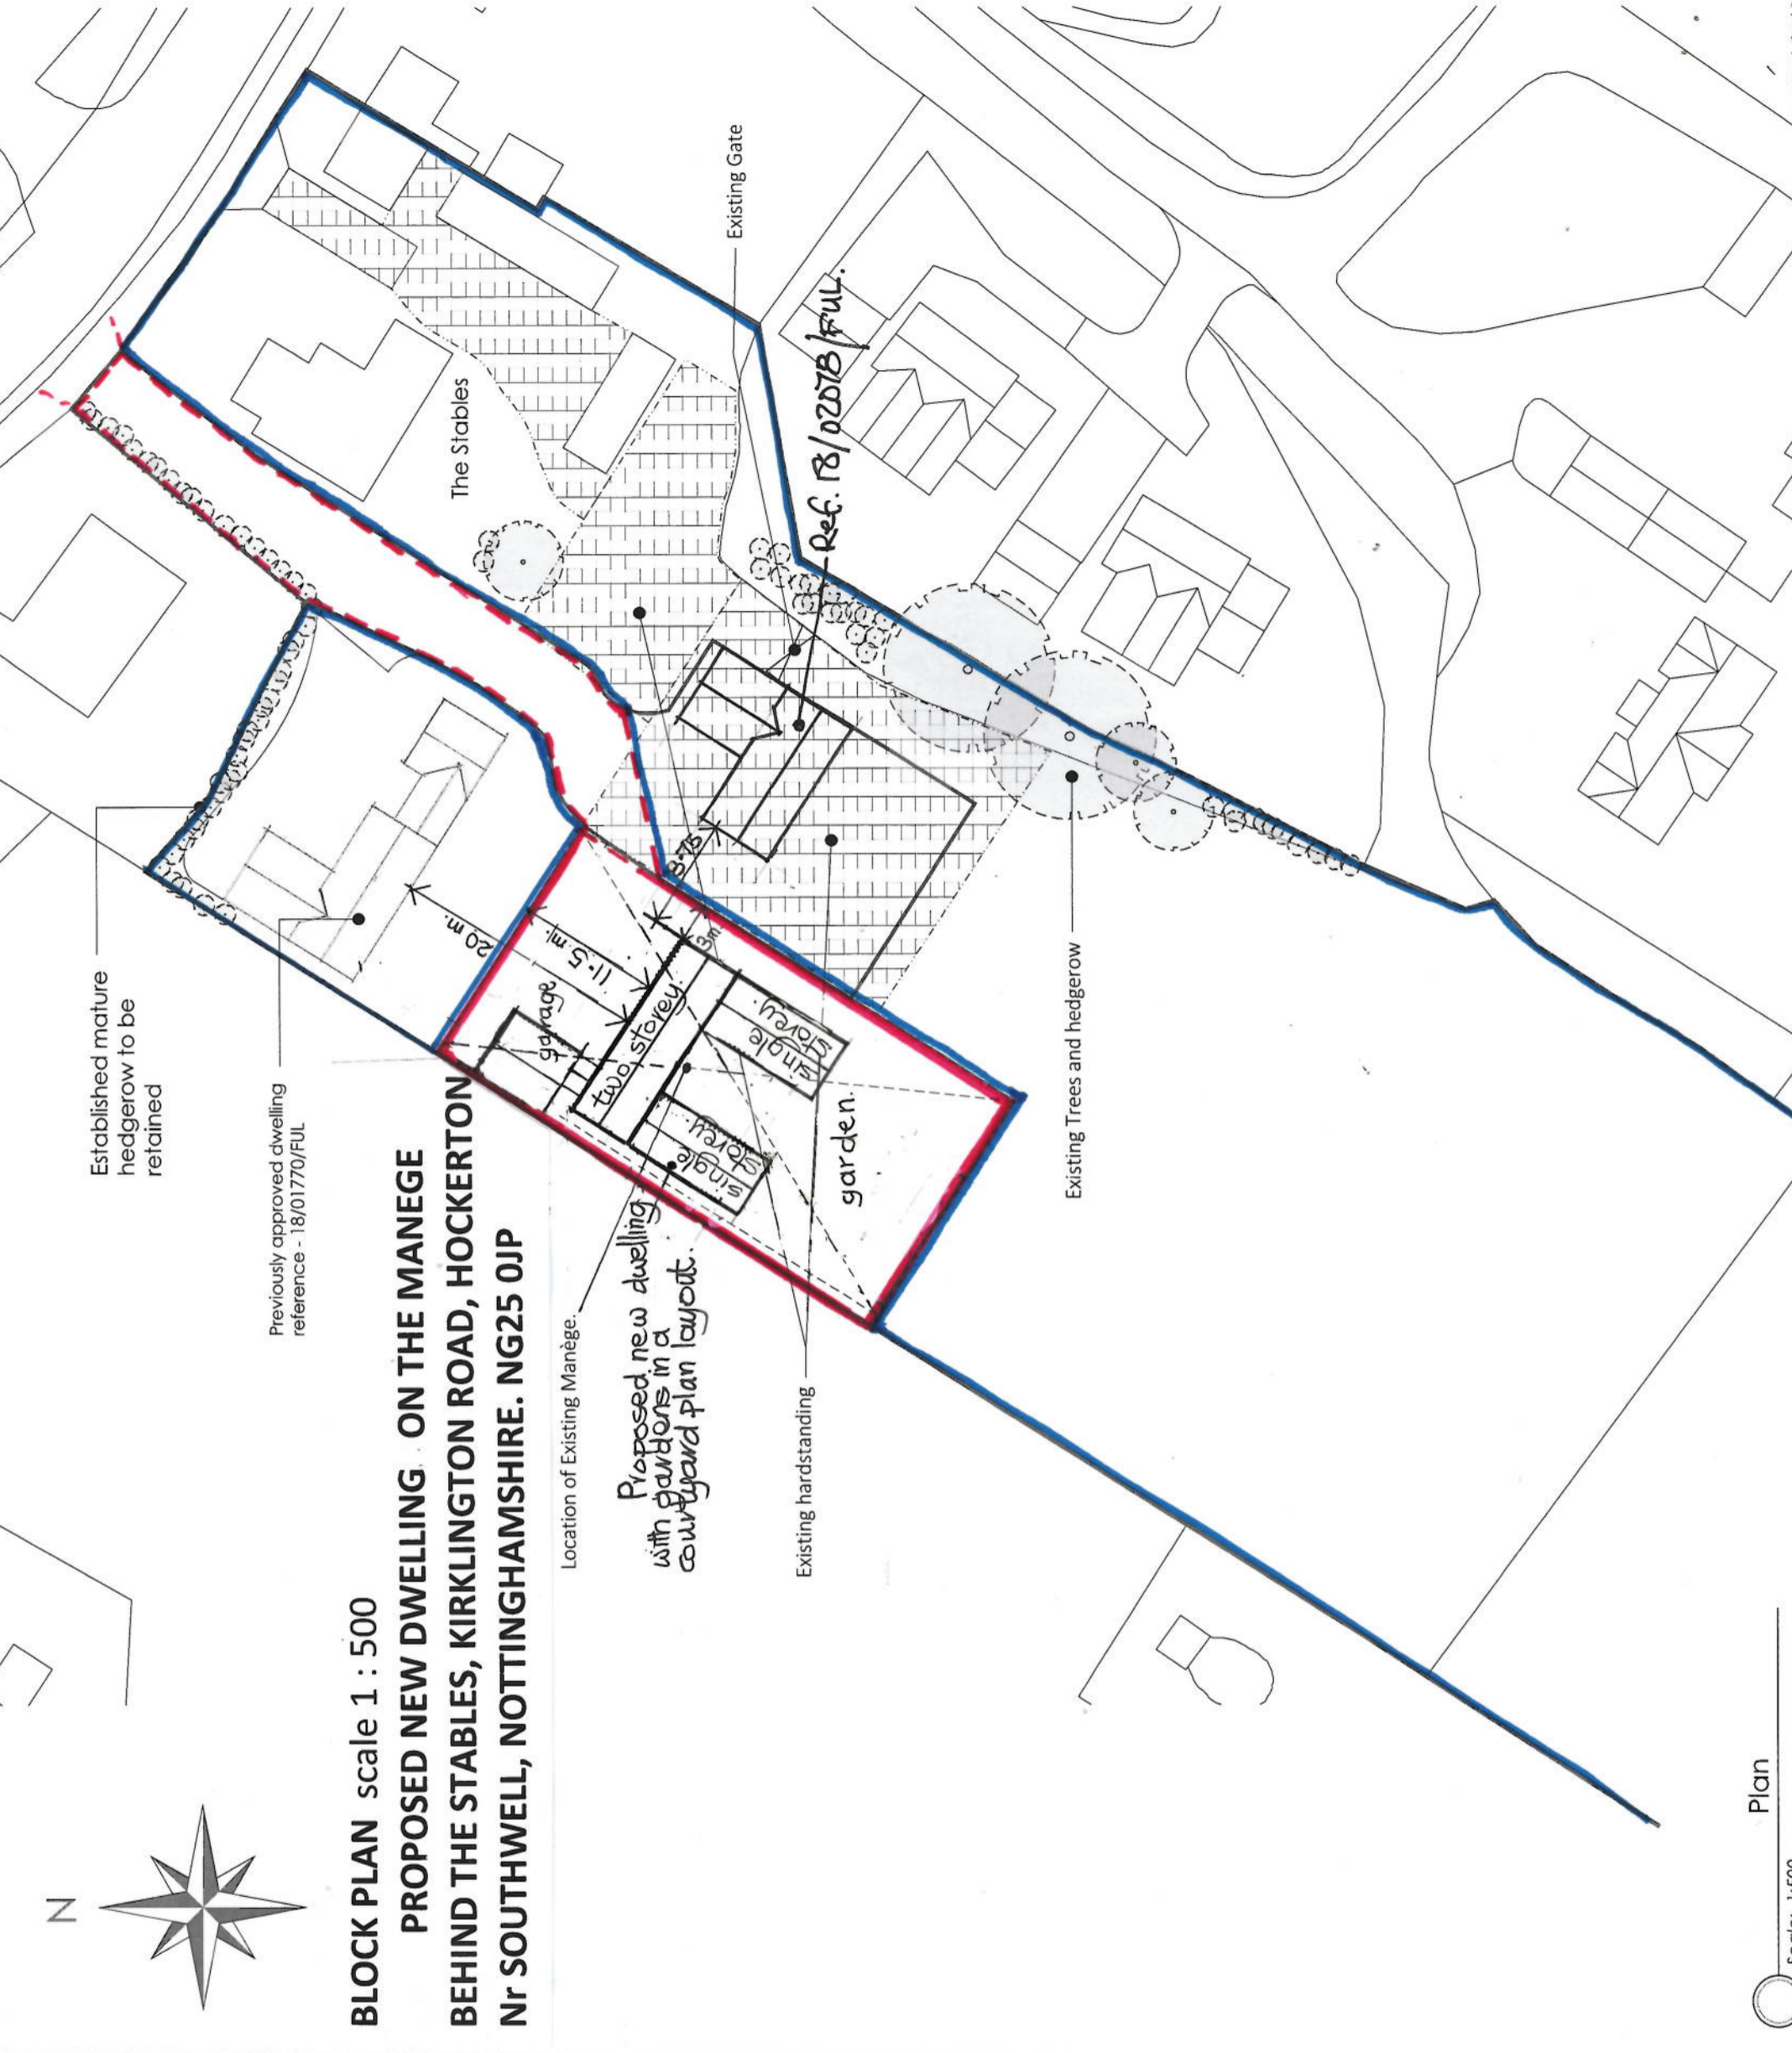 N
BLOCK PLAN scale 1 : 500
PROPOSED NEW DWELLING ON THE MANEGE
BEHIND THE STABLES, KIRKLINGTON ROAD, HOCKERTON
Nr SOUTHWELL, NOTTINGHAMSHIRE. NG25 0JP
Established mature
hedgerow to be
retained
Previously approved dwelling
reference - 18/01770/FUL
Location of Existing Manège.
Proposed new dwelling
with gardens in a
courtyard plan layout.
Existing hardstanding
20 m.
11.5 m.
garage
two storey.
3m.
8.75
single
storey
single
storey.
garden.
The Stables
Existing Gate
Ref. 18/02078/FUL.
Existing Trees and hedgerow
Plan